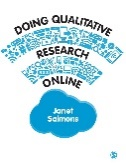 DOING QUALITATIVE
RESEARCH
ONLINE
Janet
Salmons